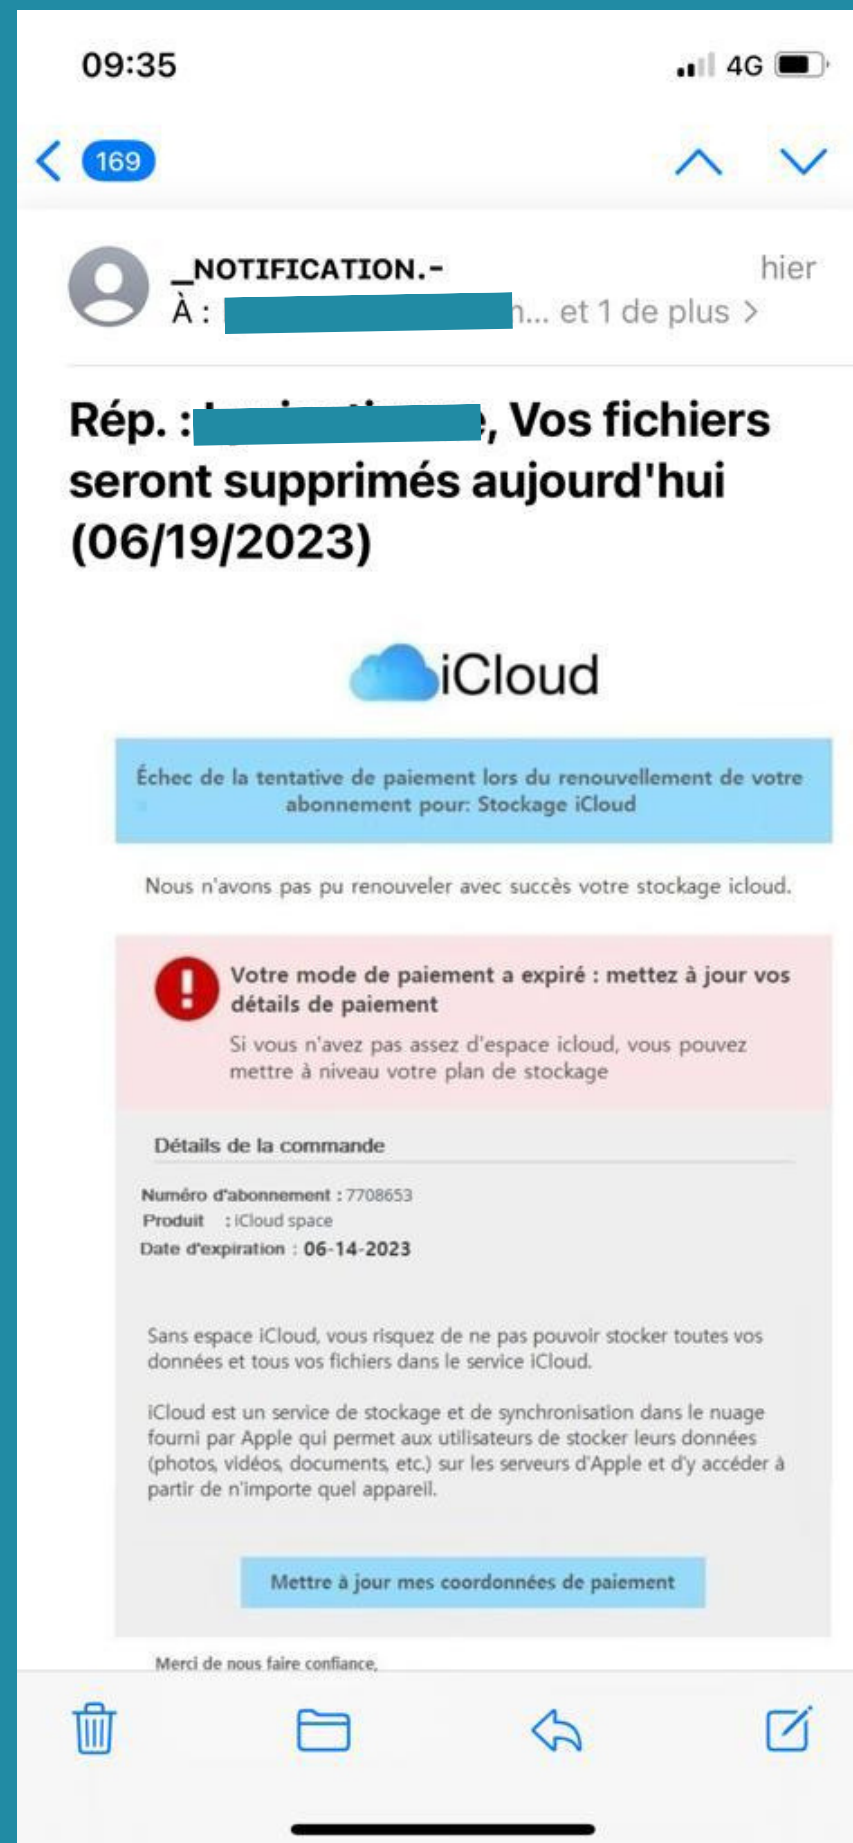 09:35
4G
169
_NOTIFICATION.-
hier
À :
... et 1 de plus >
Rép. :
, Vos fichiers
seront supprimés aujourd'hui
(06/19/2023)
iCloud
Échec de la tentative de paiement lors du renouvellement de votre
abonnement pour: Stockage iCloud
Nous n'avons pas pu renouveler avec succès votre stockage icloud.
Votre mode de paiement a expiré : mettez à jour vos
détails de paiement
Si vous n'avez pas assez d'espace icloud, vous pouvez
mettre à niveau votre plan de stockage
Détails de la commande
Numéro d'abonnement : 7708653
Produit : iCloud space
Date d'expiration : 06-14-2023
Sans espace iCloud, vous risquez de ne pas pouvoir stocker toutes vos
données et tous vos fichiers dans le service iCloud.
iCloud est un service de stockage et de synchronisation dans le nuage
fourni par Apple qui permet aux utilisateurs de stocker leurs données
(photos, vidéos, documents, etc.) sur les serveurs d'Apple et d'y accéder à
partir de n'importe quel appareil.
Mettre à jour mes coordonnées de paiement
Merci de nous faire confiance,